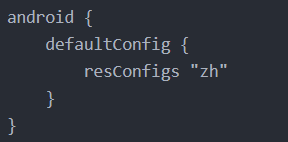 android {
    defaultConfig {
        resConfigs "zh"
    }
}